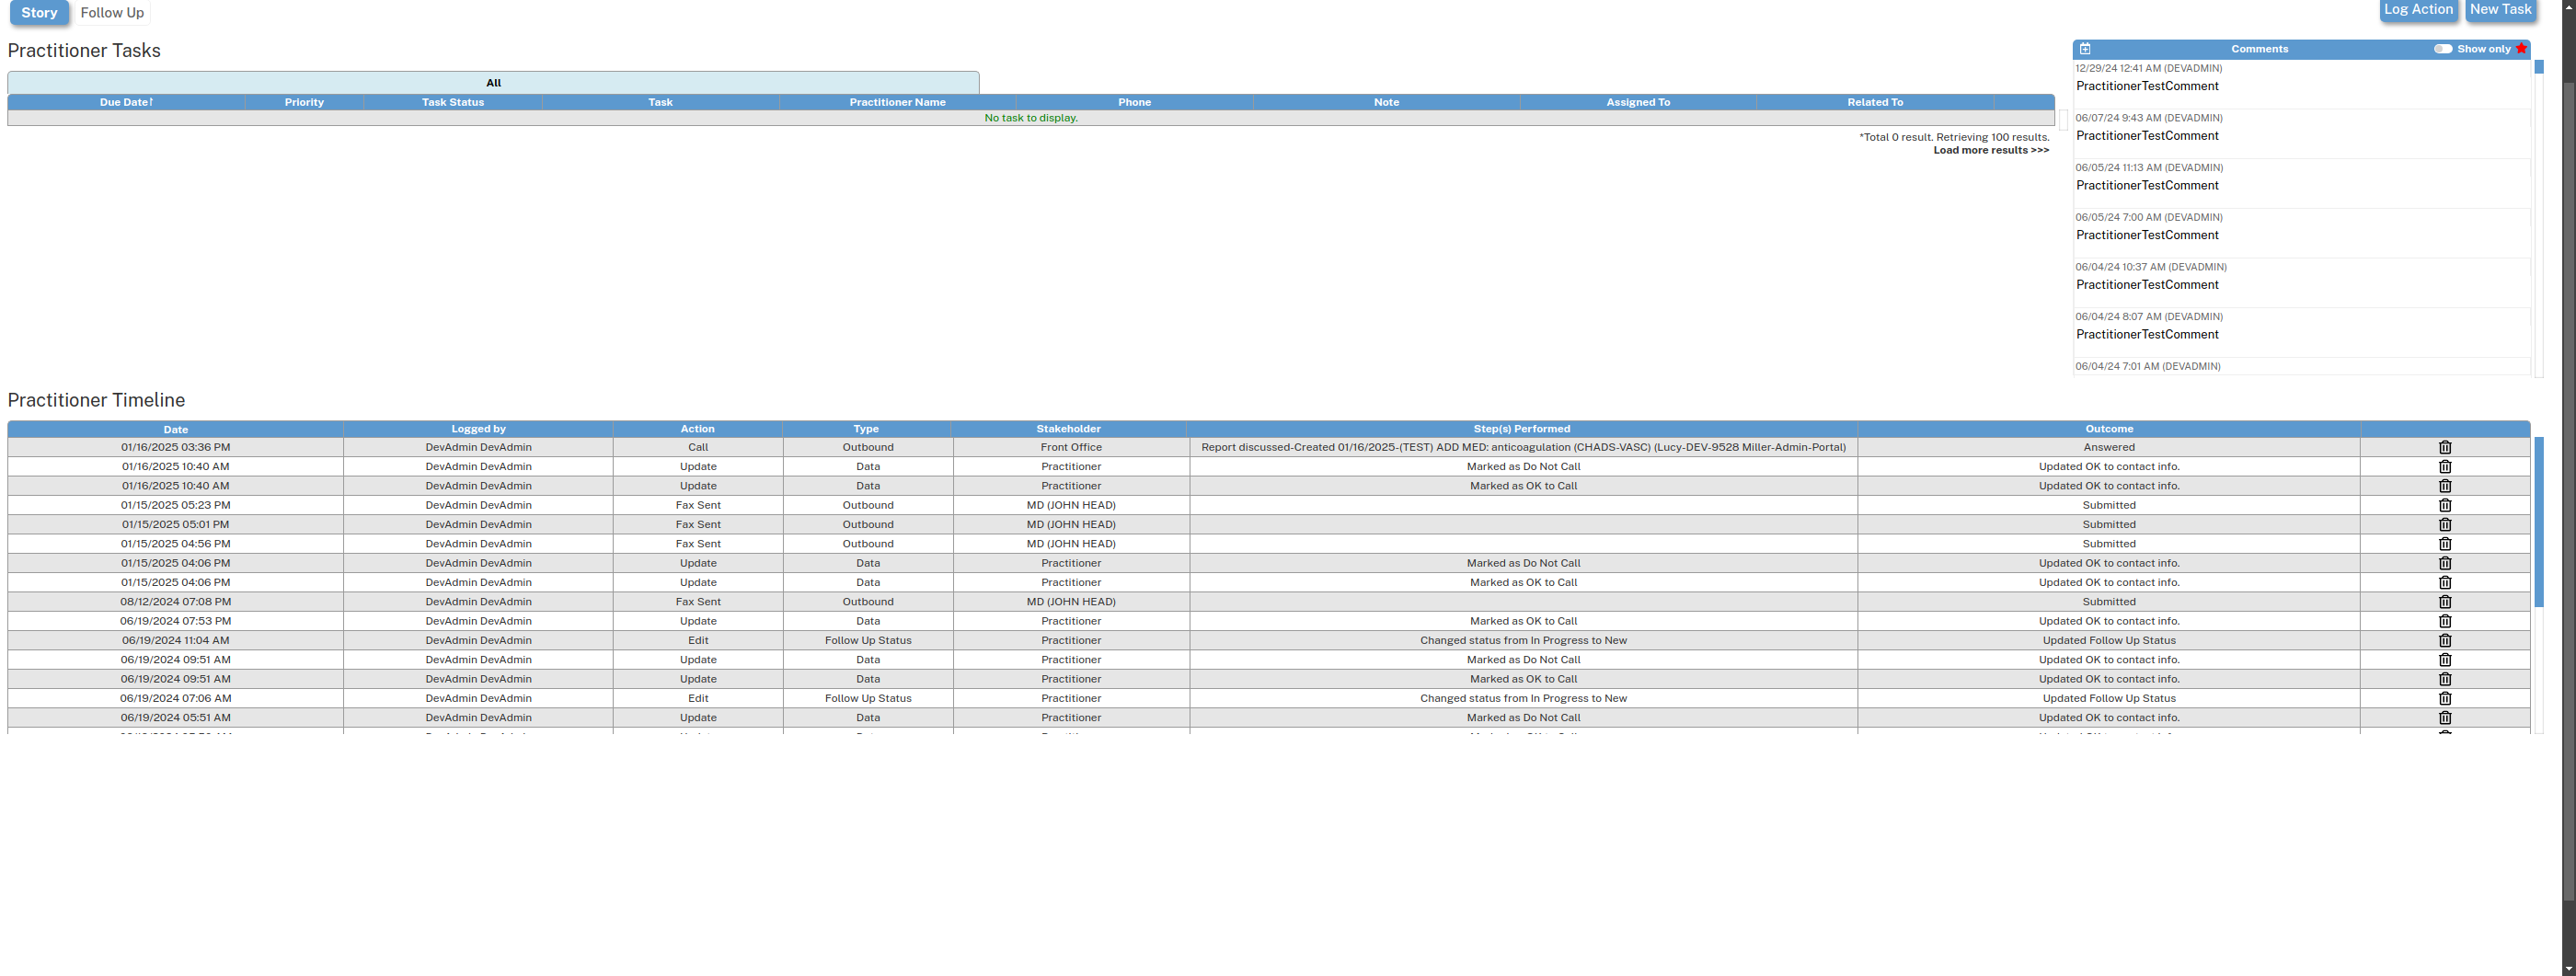 Story Follow Up Log Action New Task
Practitioner Tasks
All
Due Date↑ Priority Task Status Task Practitioner Name Phone Note Assigned To Related To
No task to display.
*Total 0 result. Retrieving 100 results.
Load more results >>>
Comments Show only
12/29/24 12:41 AM (DEVADMIN)
PractitionerTestComment
06/07/24 9:43 AM (DEVADMIN)
PractitionerTestComment
06/05/24 11:13 AM (DEVADMIN)
PractitionerTestComment
06/05/24 7:00 AM (DEVADMIN)
PractitionerTestComment
06/04/24 10:37 AM (DEVADMIN)
PractitionerTestComment
06/04/24 8:07 AM (DEVADMIN)
PractitionerTestComment
06/04/24 7:01 AM (DEVADMIN)
Practitioner Timeline
Date Logged by Action Type Stakeholder Step(s) Performed Outcome
01/16/2025 03:36 PM DevAdmin DevAdmin Call Outbound Front Office Report discussed-Created 01/16/2025-(TEST) ADD MED: anticoagulation (CHADS-VASC) (Lucy-DEV-9528 Miller-Admin-Portal) Answered
01/16/2025 10:40 AM DevAdmin DevAdmin Update Data Practitioner Marked as Do Not Call Updated OK to contact info.
01/16/2025 10:40 AM DevAdmin DevAdmin Update Data Practitioner Marked as OK to Call Updated OK to contact info.
01/15/2025 05:23 PM DevAdmin DevAdmin Fax Sent Outbound MD (JOHN HEAD) Submitted
01/15/2025 05:01 PM DevAdmin DevAdmin Fax Sent Outbound MD (JOHN HEAD) Submitted
01/15/2025 04:56 PM DevAdmin DevAdmin Fax Sent Outbound MD (JOHN HEAD) Submitted
01/15/2025 04:06 PM DevAdmin DevAdmin Update Data Practitioner Marked as Do Not Call Updated OK to contact info.
01/15/2025 04:06 PM DevAdmin DevAdmin Update Data Practitioner Marked as OK to Call Updated OK to contact info.
08/12/2024 07:08 PM DevAdmin DevAdmin Fax Sent Outbound MD (JOHN HEAD) Submitted
06/19/2024 07:53 PM DevAdmin DevAdmin Update Data Practitioner Marked as OK to Call Updated OK to contact info.
06/19/2024 11:04 AM DevAdmin DevAdmin Edit Follow Up Status Practitioner Changed status from In Progress to New Updated Follow Up Status
06/19/2024 09:51 AM DevAdmin DevAdmin Update Data Practitioner Marked as Do Not Call Updated OK to contact info.
06/19/2024 09:51 AM DevAdmin DevAdmin Update Data Practitioner Marked as OK to Call Updated OK to contact info.
06/19/2024 07:06 AM DevAdmin DevAdmin Edit Follow Up Status Practitioner Changed status from In Progress to New Updated Follow Up Status
06/19/2024 05:51 AM DevAdmin DevAdmin Update Data Practitioner Marked as Do Not Call Updated OK to contact info.